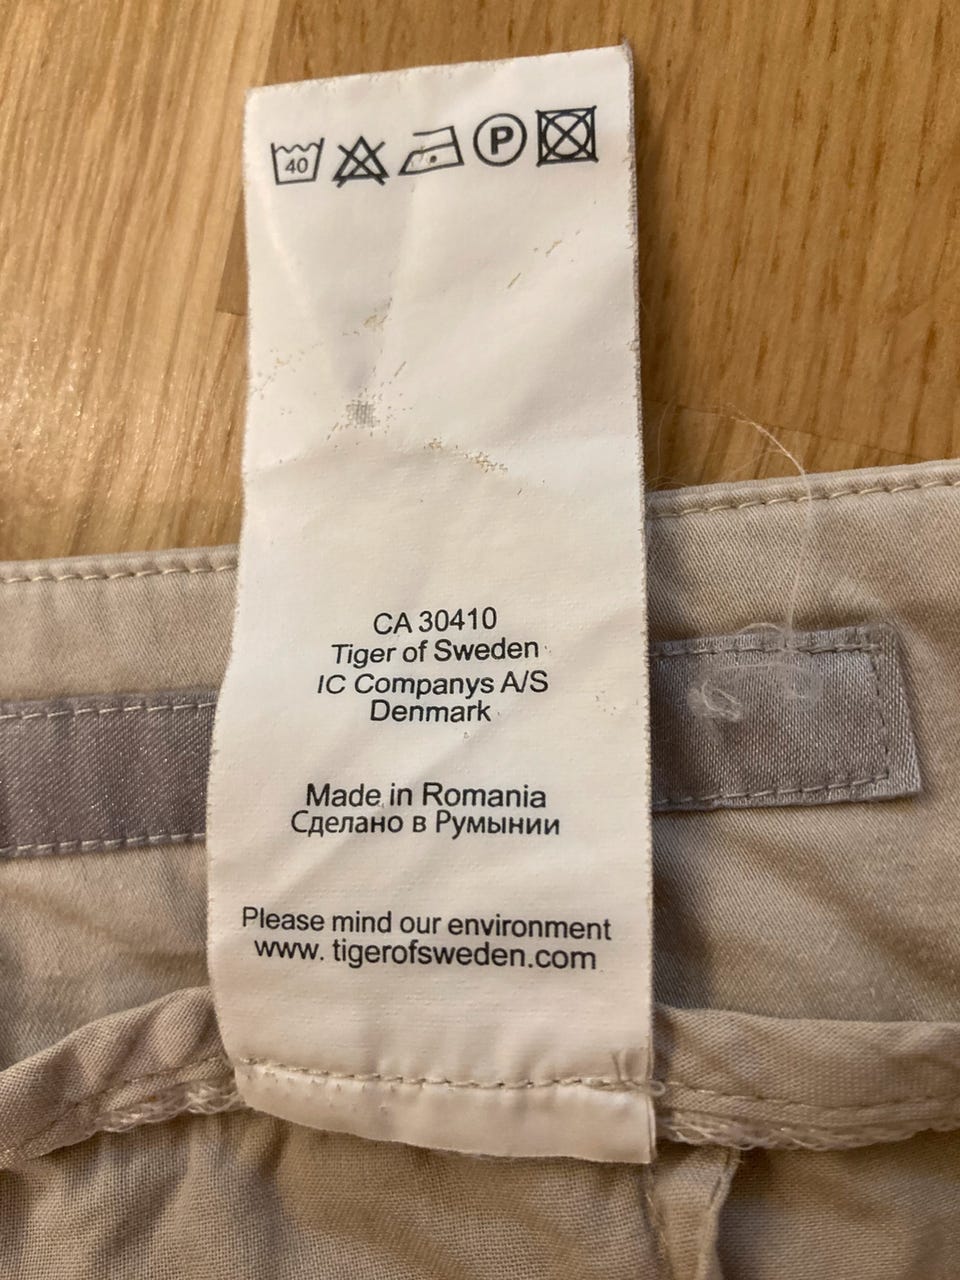 40
P
CA 30410
Tiger of Sweden
IC Companys A/S
Denmark
Made in Romania
Сделано в Румынии
Please mind our environment
www. tigerofsweden.com